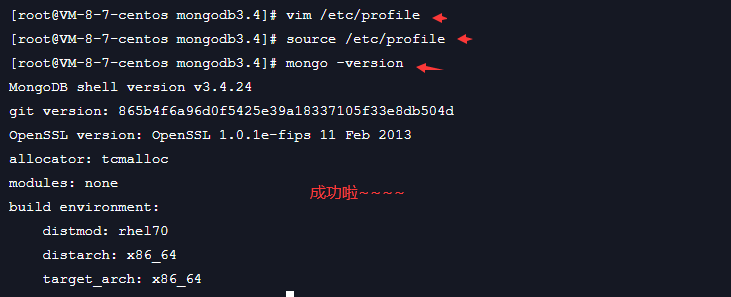 [root@VM-8-7-centos mongodb3.4]# vim /etc/profile
[root@VM-8-7-centos mongodb3.4]# source /etc/profile
[root@VM-8-7-centos mongodb3.4]# mongo -version
MongoDB shell version v3.4.24
git version: 865b4f6a96d0f5425e39a18337105f33e8db504d
OpenSSL version: OpenSSL 1.0.1e-fips 11 Feb 2013
allocator: tcmalloc
modules: none
成功啦~~~~
build environment:
    distmod: rhel70
    distarch: x86_64
    target_arch: x86_64